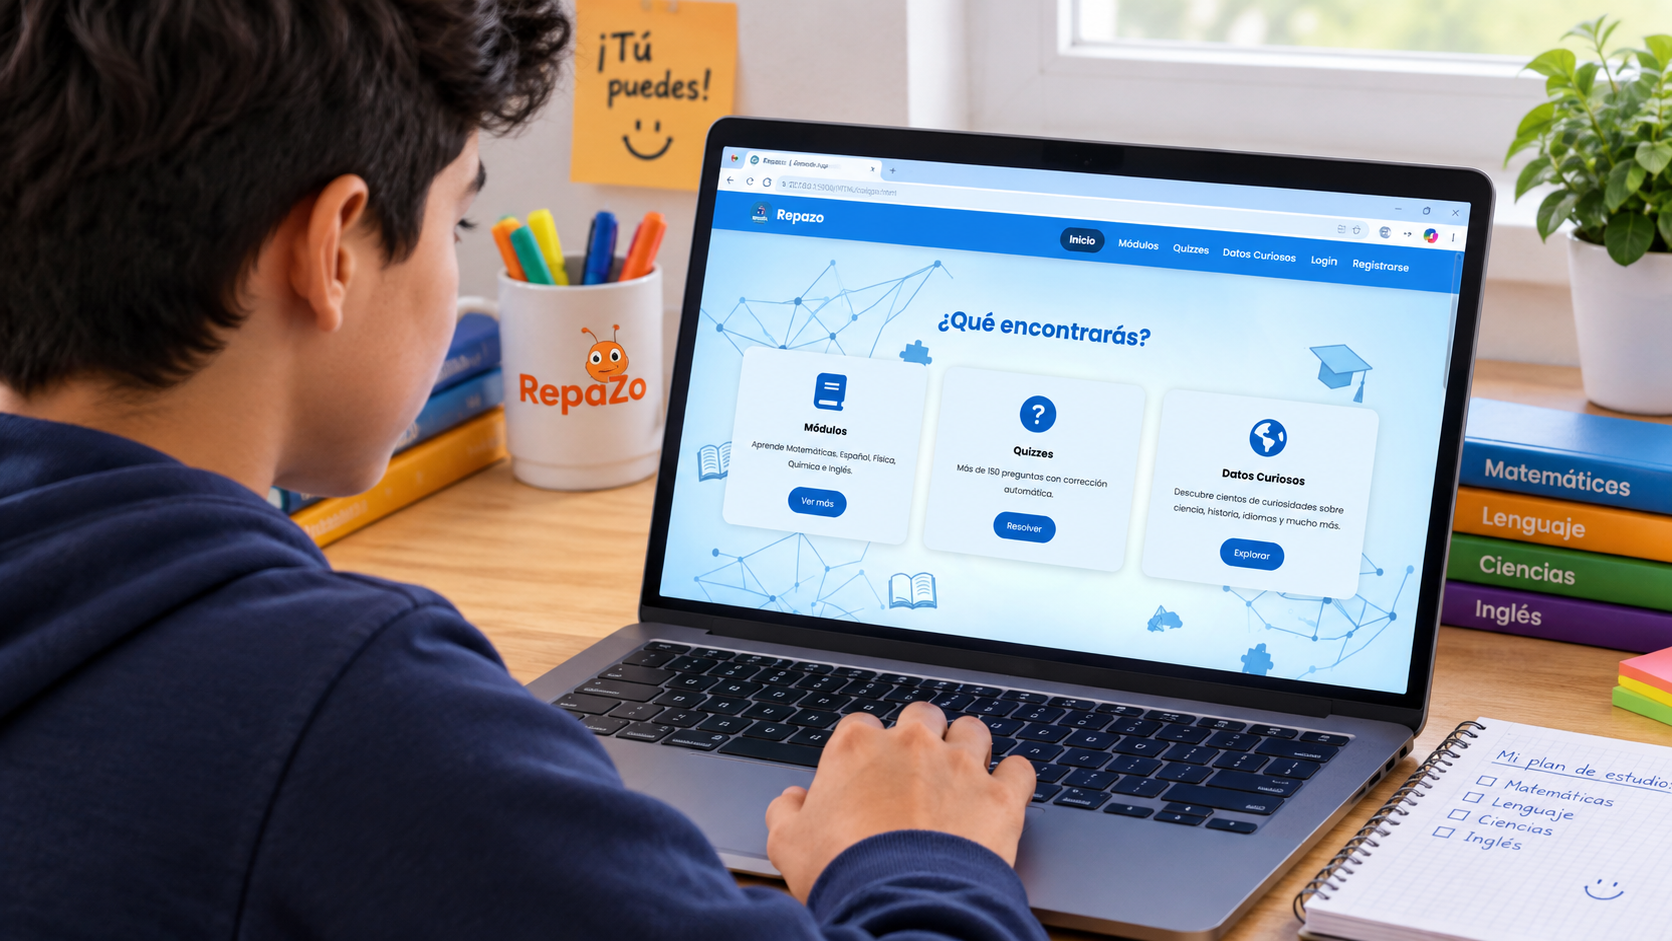 ¡Tú
puedes!
RepaZo
Repazo
Inicio
Módulos
Quizzes
Datos Curiosos
Login
Registrarse
¿Qué encontrarás?
Módulos
Aprende Matemáticas, Español, Física,
Química e Inglés.
Ver más
Quizzes
Más de 150 preguntas con corrección
automática.
Resolver
Datos Curiosos
Descubre cientos de curiosidades sobre
ciencia, historia, idiomas y mucho más.
Explorar
Matemátices
Lenguaje
Ciencias
Inglés
Mi plan de estudio:
Matemáticas
Lenguaje
Ciencias
Inglés